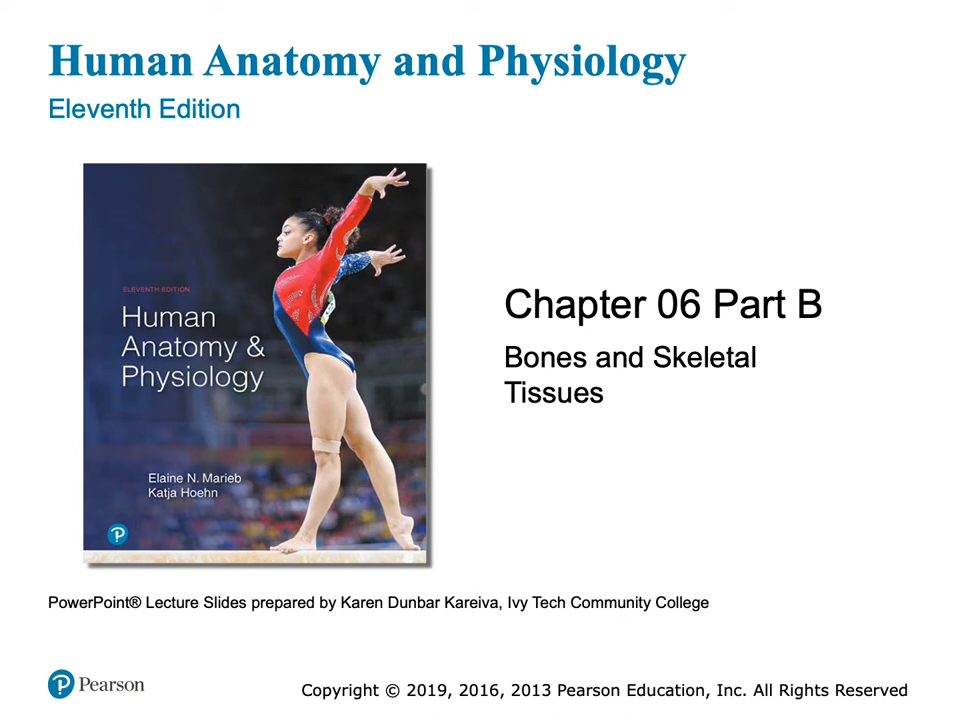 Human Anatomy and Physiology
Eleventh Edition
ELEVENTH EDITION
Human
Anatomy &
Physiology
Elaine N. Marieb
Katja Hoehn
P
Chapter 06 Part B
Bones and Skeletal
Tissues
PowerPoint® Lecture Slides prepared by Karen Dunbar Kareiva, Ivy Tech Community College
P Pearson
Copyright © 2019, 2016, 2013 Pearson Education, Inc. All Rights Reserved